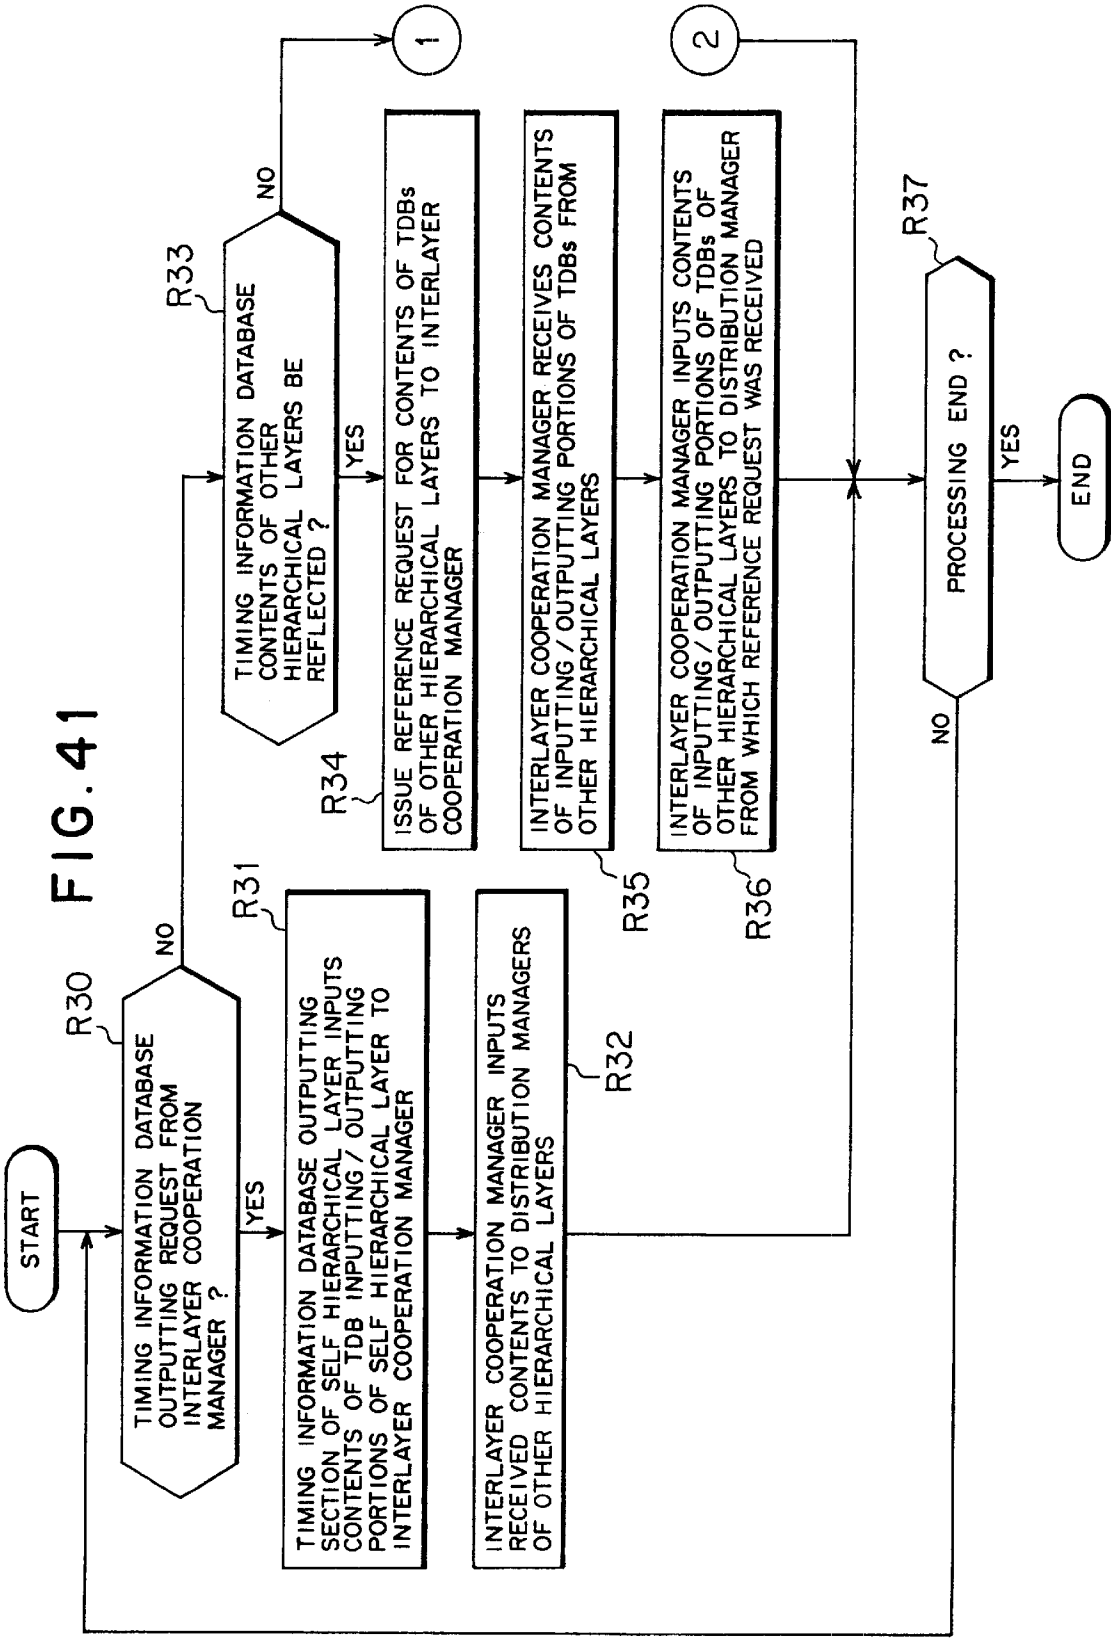 FIG. 41
START
R30
TIMING INFORMATION DATABASE
OUTPUTTING REQUEST FROM
INTERLAYER COOPERATION
MANAGER ?
NO
YES
R31
TIMING INFORMATION DATABASE OUTPUTTING
SECTION OF SELF HIERARCHICAL LAYER INPUTS
CONTENTS OF TDB INPUTTING / OUTPUTTING
PORTIONS OF SELF HIERARCHICAL LAYER TO
INTERLAYER COOPERATION MANAGER
INTERLAYER COOPERATION MANAGER INPUTS
RECEIVED CONTENTS TO DISTRIBUTION MANAGERS
OF OTHER HIERARCHICAL LAYERS
R32
R33
TIMING INFORMATION DATABASE
CONTENTS OF OTHER
HIERARCHICAL LAYERS BE
REFLECTED ?
NO
1
YES
R34
ISSUE REFERENCE REQUEST FOR CONTENTS OF TDBs
OF OTHER HIERARCHICAL LAYERS TO INTERLAYER
COOPERATION MANAGER
INTERLAYER COOPERATION MANAGER RECEIVES CONTENTS
OF INPUTTING / OUTPUTTING PORTIONS OF TDBs FROM
OTHER HIERARCHICAL LAYERS
R35
INTERLAYER COOPERATION MANAGER INPUTS CONTENTS
OF INPUTTING / OUTPUTTING PORTIONS OF TDBs OF
OTHER HIERARCHICAL LAYERS TO DISTRIBUTION MANAGER
FROM WHICH REFERENCE REQUEST WAS RECEIVED
R36
2
R37
PROCESSING END ?
NO
YES
END